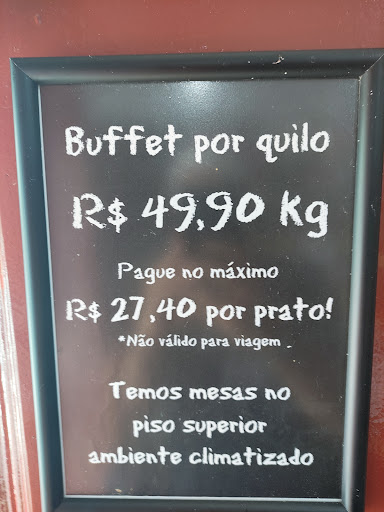 Buffet por quilo
R$ 49,90 kg
Pague no máximo
R$ 27,40 por prato!
*Não válido para viagem.
Temos mesas no
piso superior
ambiente climatizado